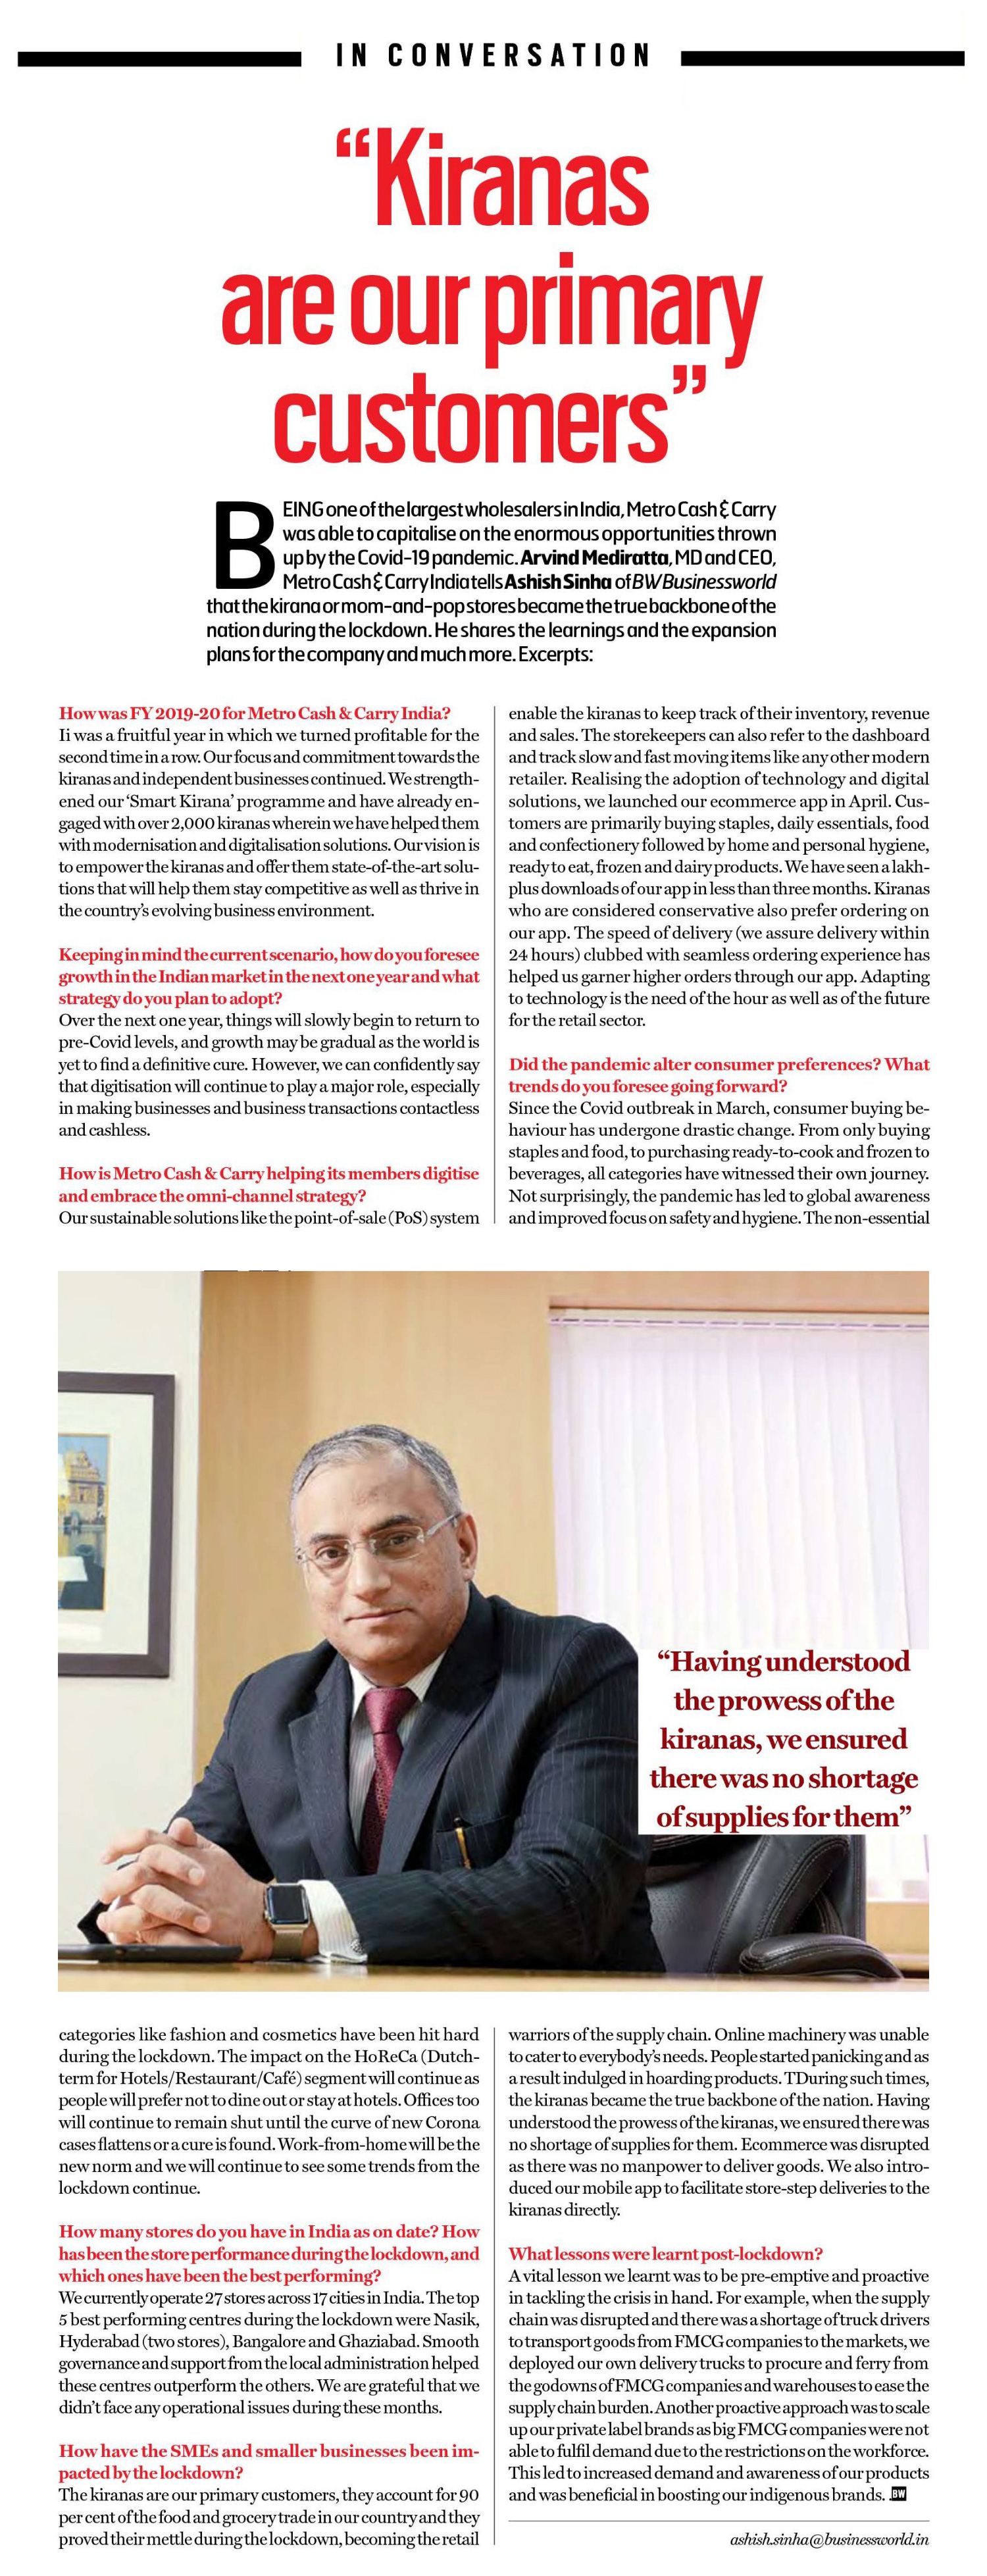 IN CONVERSATION
“Kiranas
are our primary
customers”
BEING one of the largest wholesalers in India, Metro Cash & Carry
was able to capitalise on the enormous opportunities thrown
up by the Covid-19 pandemic. Arvind Mediratta, MD and CEO,
Metro Cash & Carry India tells Ashish Sinha of BW Businessworld
that the kirana or mom-and-pop stores became the true backbone of the
nation during the lockdown. He shares the learnings and the expansion
plans for the company and much more. Excerpts:
How was FY 2019-20 for Metro Cash & Carry India?
Ii was a fruitful year in which we turned profitable for the
second time in a row. Our focus and commitment towards the
kiranas and independent businesses continued. We strength-
ened our ‘Smart Kirana’ programme and have already en-
gaged with over 2,000 kiranas wherein we have helped them
with modernisation and digitalisation solutions. Our vision is
to empower the kiranas and offer them state-of-the-art solu-
tions that will help them stay competitive as well as thrive in
the country’s evolving business environment.
Keeping in mind the current scenario, how do you foresee
growth in the Indian market in the next one year and what
strategy do you plan to adopt?
Over the next one year, things will slowly begin to return to
pre-Covid levels, and growth may be gradual as the world is
yet to find a definitive cure. However, we can confidently say
that digitisation will continue to play a major role, especially
in making businesses and business transactions contactless
and cashless.
How is Metro Cash & Carry helping its members digitise
and embrace the omni-channel strategy?
Our sustainable solutions like the point-of-sale (PoS) system
enable the kiranas to keep track of their inventory, revenue
and sales. The storekeepers can also refer to the dashboard
and track slow and fast moving items like any other modern
retailer. Realising the adoption of technology and digital
solutions, we launched our ecommerce app in April. Cus-
tomers are primarily buying staples, daily essentials, food
and confectionery followed by home and personal hygiene,
ready to eat, frozen and dairy products. We have seen a lakh-
plus downloads of our app in less than three months. Kiranas
who are considered conservative also prefer ordering on
our app. The speed of delivery (we assure delivery within
24 hours) clubbed with seamless ordering experience has
helped us garner higher orders through our app. Adapting
to technology is the need of the hour as well as of the future
for the retail sector.
Did the pandemic alter consumer preferences? What
trends do you foresee going forward?
Since the Covid outbreak in March, consumer buying be-
haviour has undergone drastic change. From only buying
staples and food, to purchasing ready-to-cook and frozen to
beverages, all categories have witnessed their own journey.
Not surprisingly, the pandemic has led to global awareness
and improved focus on safety and hygiene. The non-essential
“Having understood
the prowess of the
kiranas, we ensured
there was no shortage
of supplies for them”
categories like fashion and cosmetics have been hit hard
during the lockdown. The impact on the HoReCa (Dutch-
term for Hotels/Restaurant/Café) segment will continue as
people will prefer not to dine out or stay at hotels. Offices too
will continue to remain shut until the curve of new Corona
cases flattens or a cure is found. Work-from-home will be the
new norm and we will continue to see some trends from the
lockdown continue.
How many stores do you have in India as on date? How
has been the store performance during the lockdown, and
which ones have been the best performing?
We currently operate 27 stores across 17 cities in India. The top
5 best performing centres during the lockdown were Nasik,
Hyderabad (two stores), Bangalore and Ghaziabad. Smooth
governance and support from the local administration helped
these centres outperform the others. We are grateful that we
didn’t face any operational issues during these months.
How have the SMEs and smaller businesses been im-
pacted by the lockdown?
The kiranas are our primary customers, they account for 90
per cent of the food and grocery trade in our country and they
proved their mettle during the lockdown, becoming the retail
warriors of the supply chain. Online machinery was unable
to cater to everybody’s needs. People started panicking and as
a result indulged in hoarding products. TDuring such times,
the kiranas became the true backbone of the nation. Having
understood the prowess of the kiranas, we ensured there was
no shortage of supplies for them. Ecommerce was disrupted
as there was no manpower to deliver goods. We also intro-
duced our mobile app to facilitate store-step deliveries to the
kiranas directly.
What lessons were learnt post-lockdown?
A vital lesson we learnt was to be pre-emptive and proactive
in tackling the crisis in hand. For example, when the supply
chain was disrupted and there was a shortage of truck drivers
to transport goods from FMCG companies to the markets, we
deployed our own delivery trucks to procure and ferry from
the godowns of FMCG companies and warehouses to ease the
supply chain burden. Another proactive approach was to scale
up our private label brands as big FMCG companies were not
able to fulfil demand due to the restrictions on the workforce.
This led to increased demand and awareness of our products
and was beneficial in boosting our indigenous brands. BW
ashish.sinha@businessworld.in